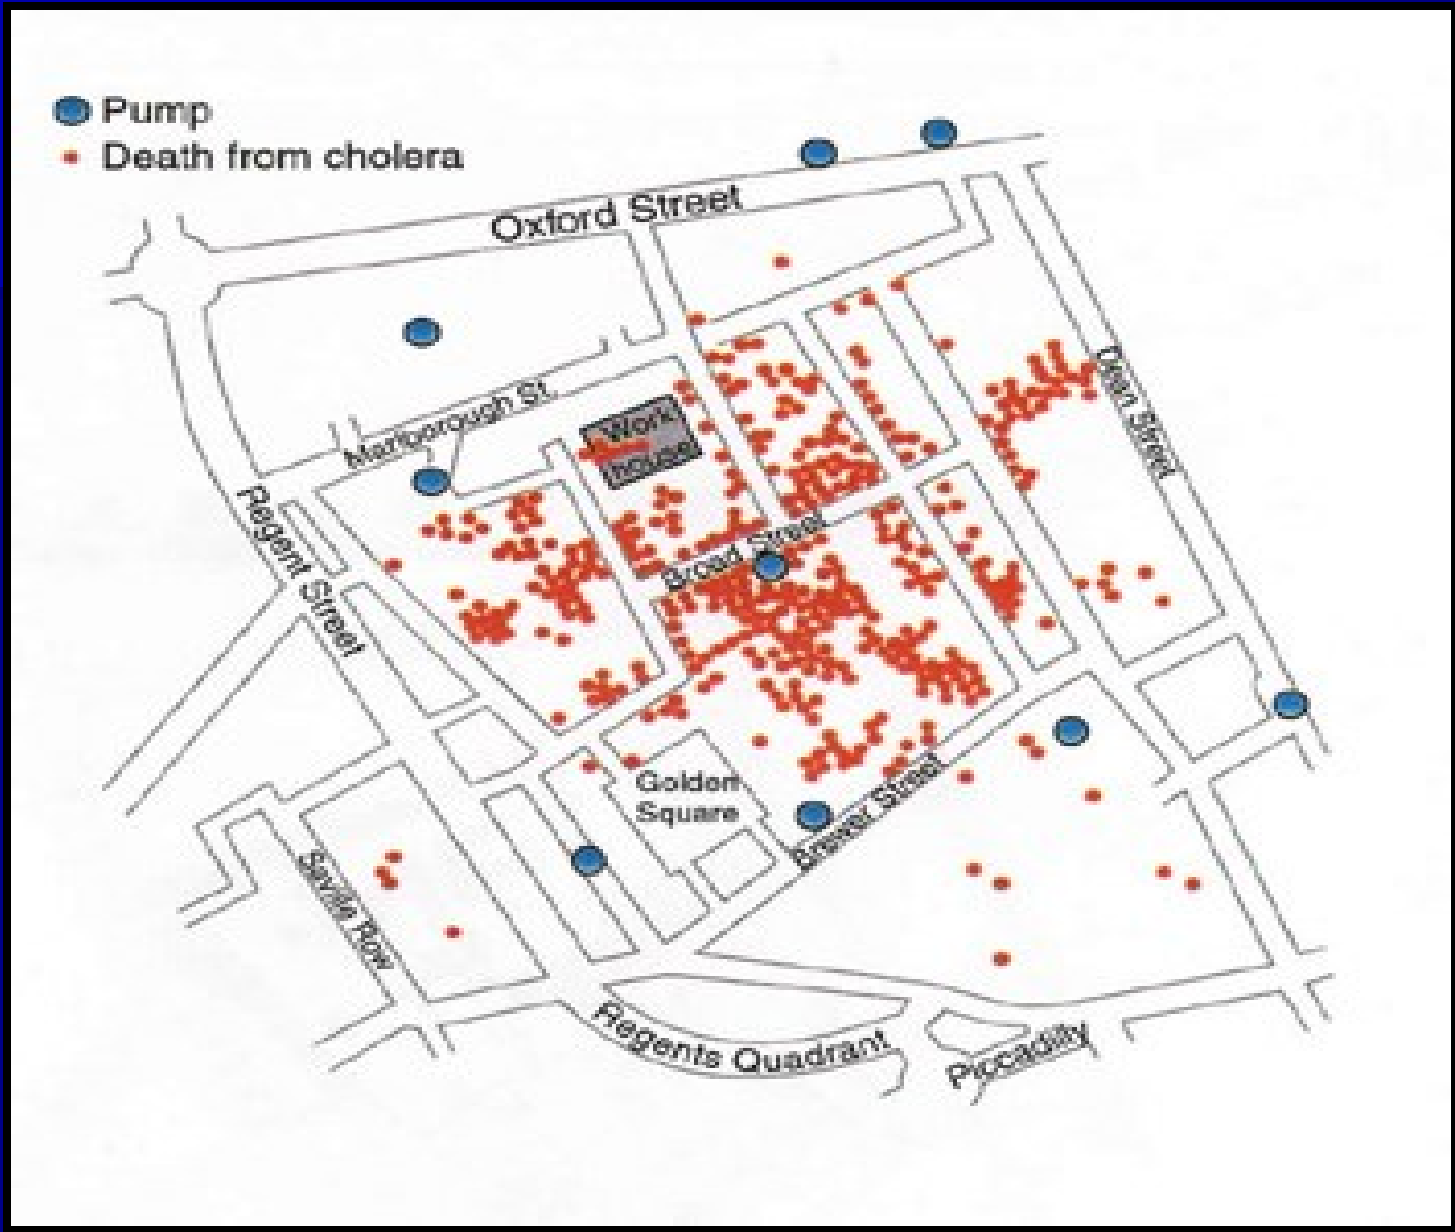 Pump
Death from cholera
Oxford Street
Marlborough St.
Work
house
Dean Street
Regent Street
Broad Street
Golden
Square
Brewer Street
Saville Row
Regents Quadrant
Piccadilly